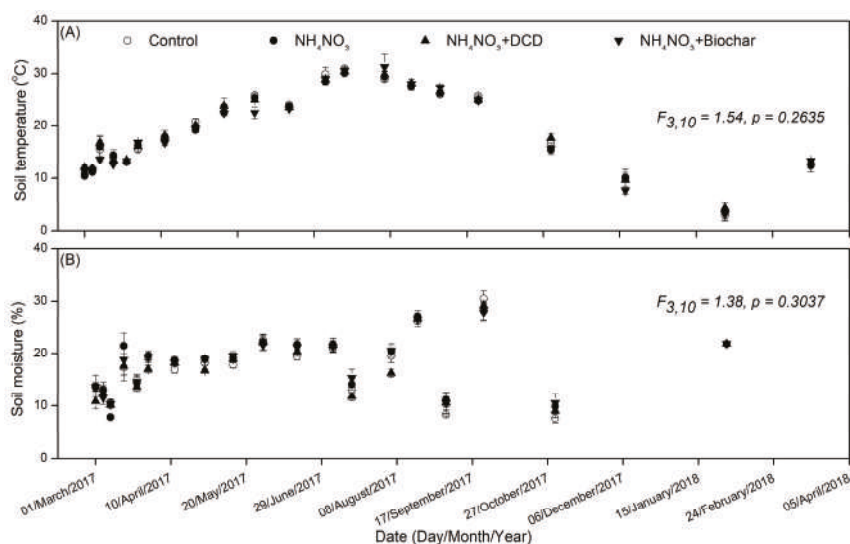 (A)
Control
NH₄NO₃
NH₄NO₃+DCD
NH₄NO₃+Biochar
F₃,₁₀ = 1.54, p = 0.2635
Soil temperature (°C)
40
30
20
10
0
(B)
F₃,₁₀ = 1.38, p = 0.3037
Soil moisture (%)
40
30
20
10
0
01/March/2017
10/April/2017
20/May/2017
29/June/2017
08/August/2017
17/September/2017
27/October/2017
06/December/2017
15/January/2018
24/February/2018
05/April/2018
Date (Day/Month/Year)